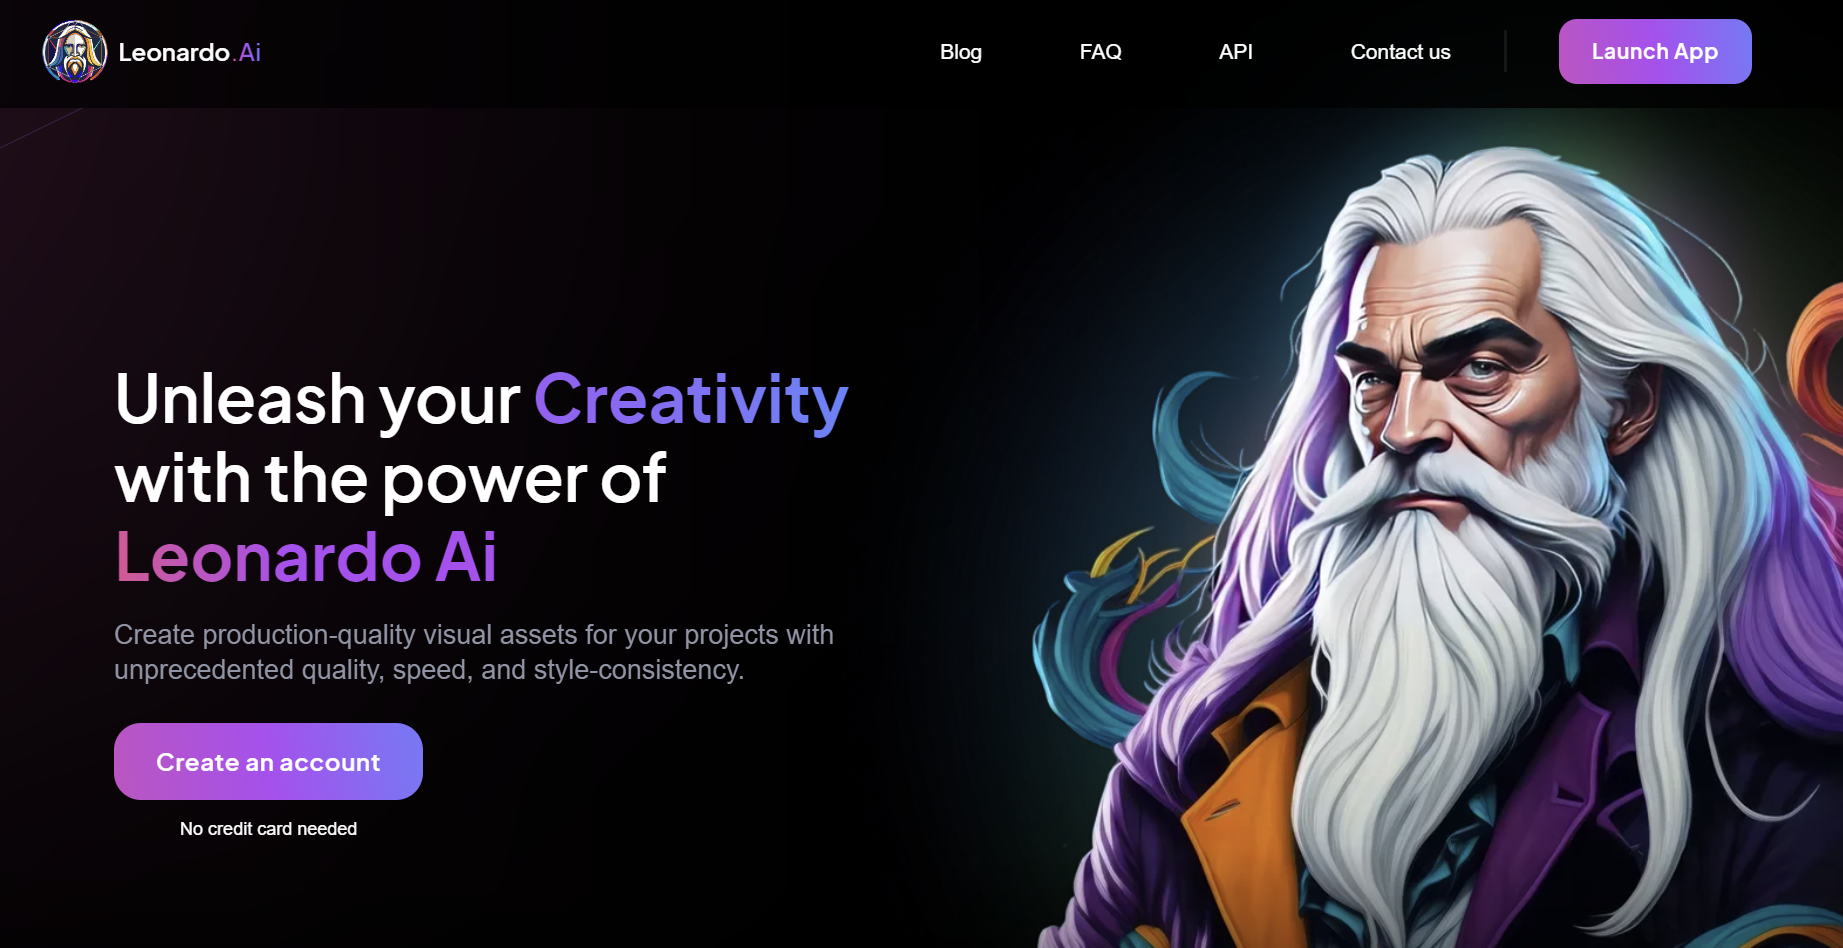 Leonardo.Ai
Blog
FAQ
API
Contact us
Launch App
Unleash your Creativity
with the power of
Leonardo Ai
Create production-quality visual assets for your projects with
unprecedented quality, speed, and style-consistency.
Create an account
No credit card needed